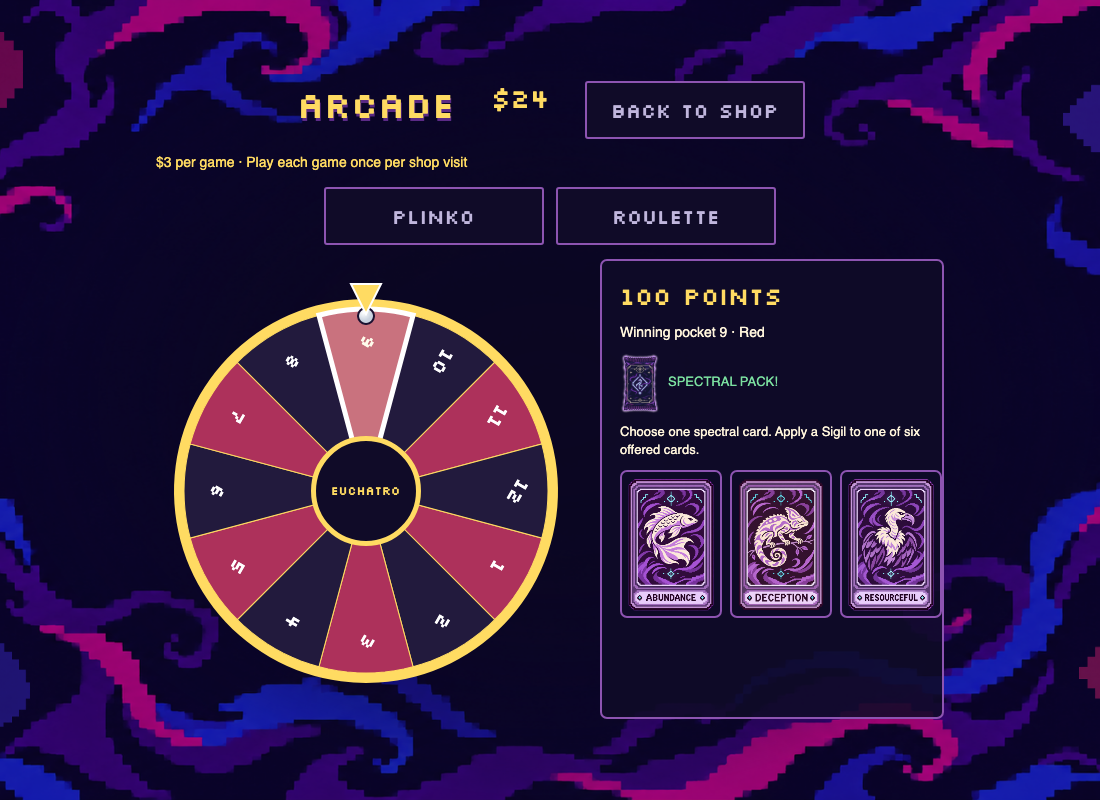 ARCADE
$24
BACK TO SHOP
$3 per game · Play each game once per shop visit
PLINKO
ROULETTE
9
10
11
12
1
2
3
4
5
6
7
8
EUCHATRO
100 POINTS
Winning pocket 9 · Red
SPECTRAL PACK!
Choose one spectral card. Apply a Sigil to one of six
offered cards.
ABUNDANCE
DECEPTION
RESOURCEFUL